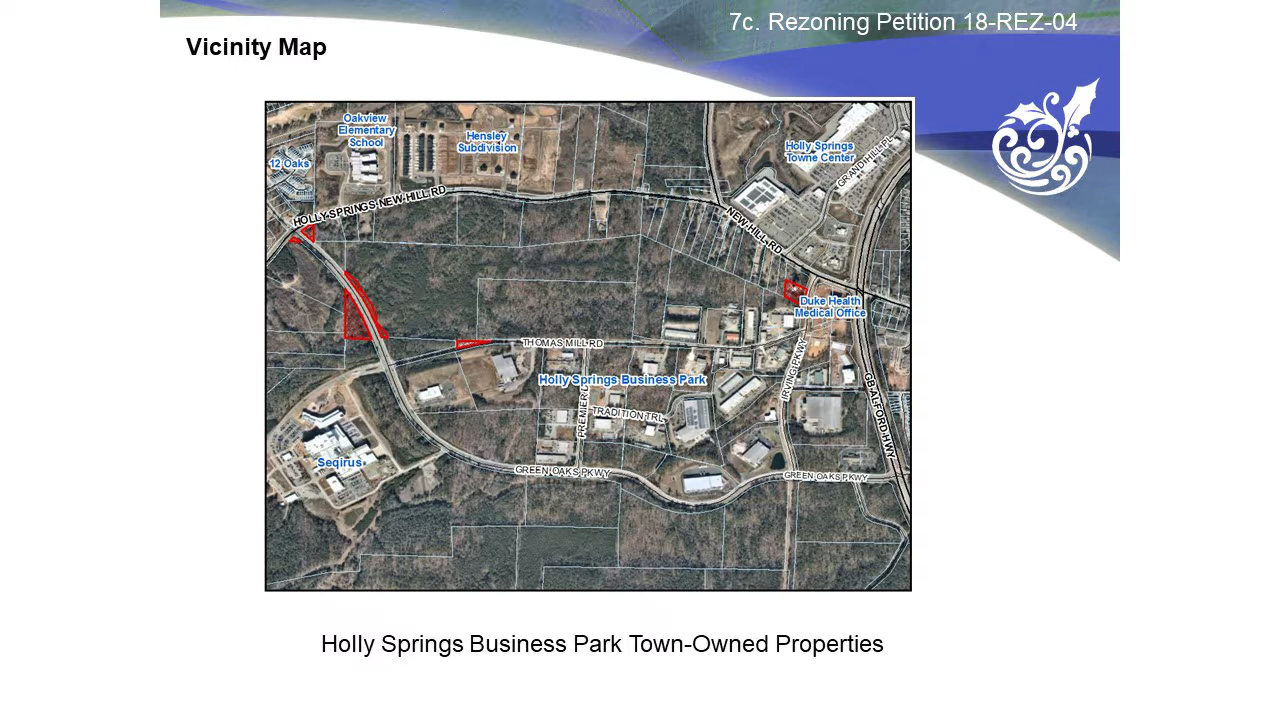 7c. Rezoning Petition 18-REZ-04
Vicinity Map
Oakview
Elementary
School
Hensley
Subdivision
12 Oaks
Holly Springs
Towne Center
GRAND HILL PL
HOLLY SPRINGS NEW HILL RD
NEW HILL RD
Duke Health
Medical Office
THOMAS MILL RD
IRVING PKWY
Holly Springs Business Park
PREMIER D
TRADITION TRL
GB ALFORD HWY
Seqirus
GREEN OAKS PKWY
GREEN OAKS PKWY
Holly Springs Business Park Town-Owned Properties